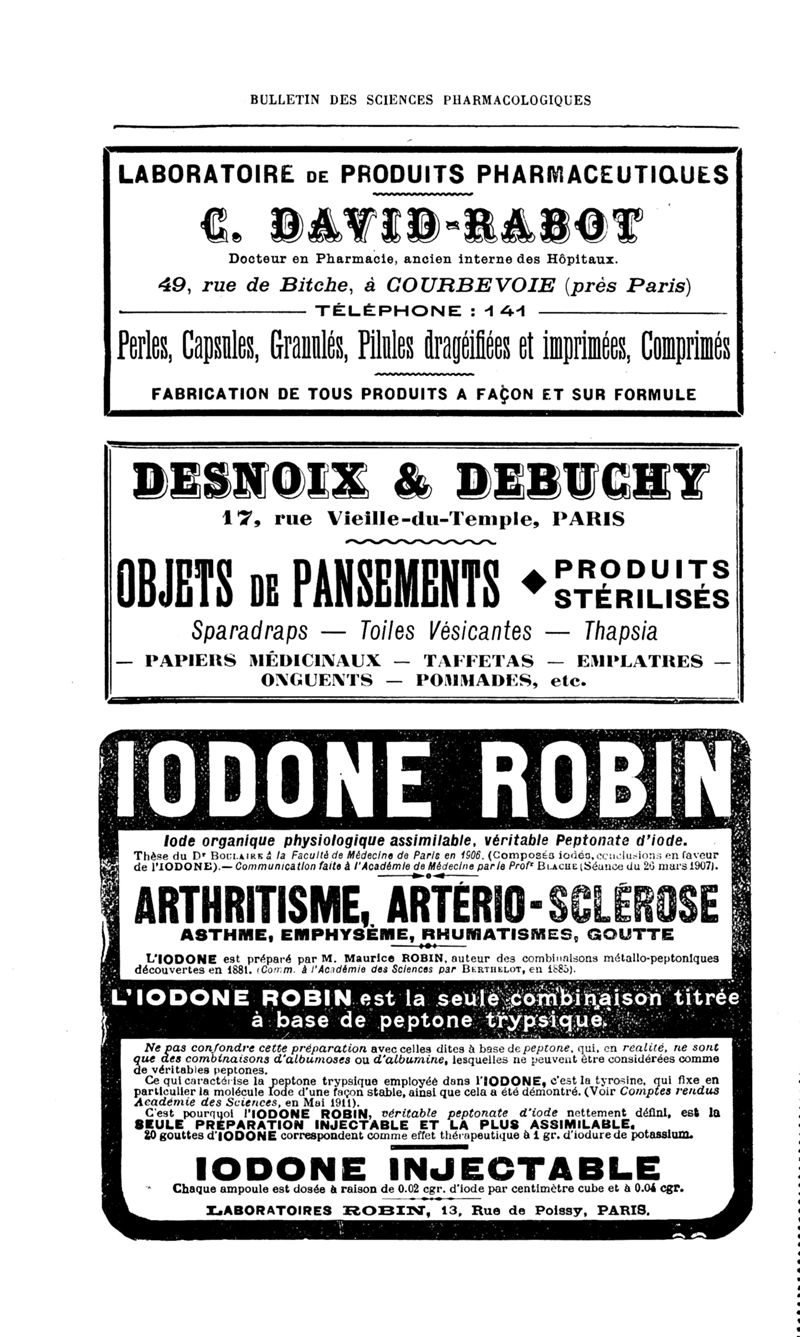 BULLETIN DES SCIENCES PHARMACOLOGIQUES
LABORATOIRE DE PRODUITS PHARMACEUTIQUES
C. DAVID-RABOT
Docteur en Pharmacie, ancien interne des Hôpitaux.
49, rue de Bitche, à COURBEVOIE (près Paris)
TÉLÉPHONE : 141
Perles, Capsules, Granulés, Pilules dragéifiées et imprimées, Comprimés
FABRICATION DE TOUS PRODUITS A FAÇON ET SUR FORMULE
DESNOIX & DEBUCHY
17, rue Vieille-du-Temple, PARIS
OBJETS DE PANSEMENTS ◆ PRODUITS STÉRILISÉS
Sparadraps — Toiles Vésicantes — Thapsia
— PAPIERS MÉDICINAUX — TAFFETAS — EMPLATRES —
ONGUENTS — POMMADES, etc.
IODONE ROBIN
Iode organique physiologique assimilable, véritable Peptonate d'iode.
Thèse du Dr BOULAIRE à la Faculté de Médecine de Paris en 1906. (Composés iodés, conclusions en faveur
de l'IODONE).— Communication faite à l'Académie de Médecine par le Profr BLACHE (Séance du 26 mars 1907).
ARTHRITISME, ARTÉRIO-SCLÉROSE
ASTHME, EMPHYSÈME, RHUMATISMES, GOUTTE
L'IODONE est préparé par M. Maurice ROBIN, auteur des combinaisons métallo-peptoniques
découvertes en 1881. (Comm. à l'Académie des Sciences par BERTHELOT, en 1885).
L'IODONE ROBIN est la seule combinaison titrée
à base de peptone trypsique.
Ne pas confondre cette préparation avec celles dites à base de peptone, qui, en realité, ne sont
que des combinaisons d'albumoses ou d'albumine, lesquelles ne peuvent être considérées comme
de véritables peptones.
Ce qui caractérise la peptone trypsique employée dans l'IODONE, c'est la tyrosine, qui fixe en
particulier la molécule Iode d'une façon stable, ainsi que cela a été démontré. (Voir Comptes rendus
Académie des Sciences, en Mai 1911).
C'est pourquoi l'IODONE ROBIN, véritable peptonate d'iode nettement défini, est la
SEULE PRÉPARATION INJECTABLE ET LA PLUS ASSIMILABLE.
20 gouttes d'IODONE correspondent comme effet thérapeutique à 1 gr. d'iodure de potassium.
IODONE INJECTABLE
Chaque ampoule est dosée à raison de 0.02 cgr. d'iode par centimètre cube et à 0.04 cgr.
LABORATOIRES ROBIN, 13, Rue de Poissy, PARIS.